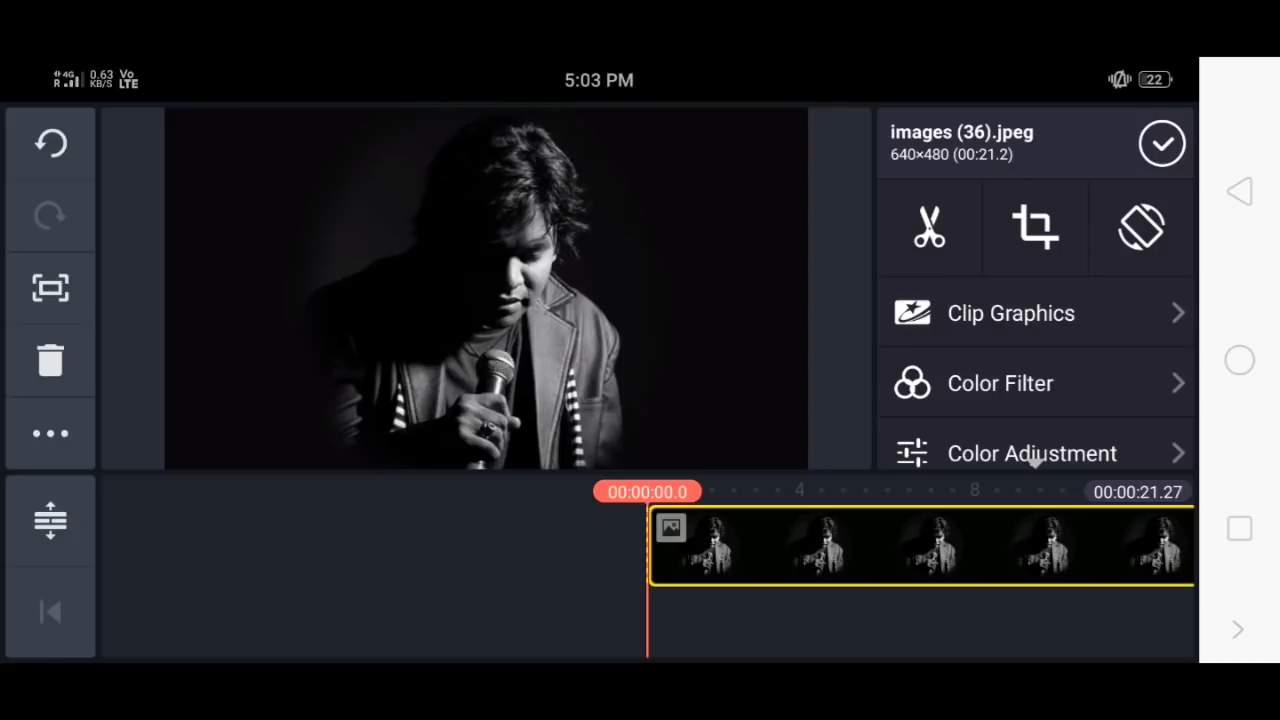 4G
R
0.63
KB/S
Vo
LTE
5:03 PM
22
images (36).jpeg
640×480 (00:21.2)
Clip Graphics
Color Filter
Color Adjustment
00:00:00.0
4
8
00:00:21.27